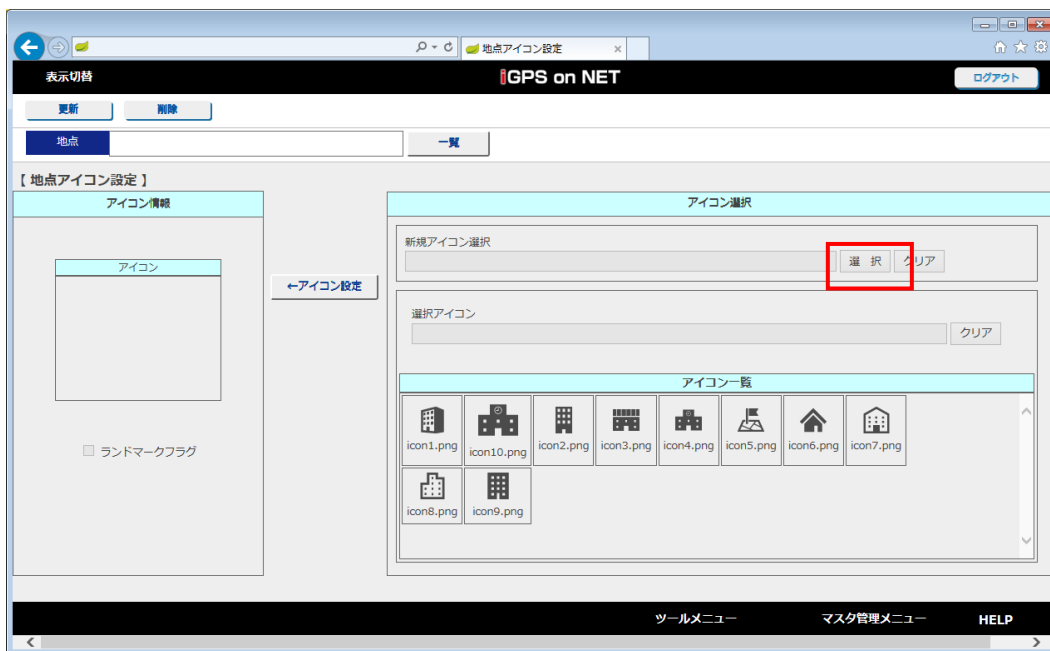 地点アイコン設定
表示切替
iGPS on NET
ログアウト
更新
削除
地点
一覧
【 地点アイコン設定 】
アイコン情報
アイコン
ランドマークフラグ
←アイコン設定
アイコン選択
新規アイコン選択
選 択
クリア
選択アイコン
クリア
アイコン一覧
icon1.png
icon10.png
icon2.png
icon3.png
icon4.png
icon5.png
icon6.png
icon7.png
icon8.png
icon9.png
ツールメニュー
マスタ管理メニュー
HELP